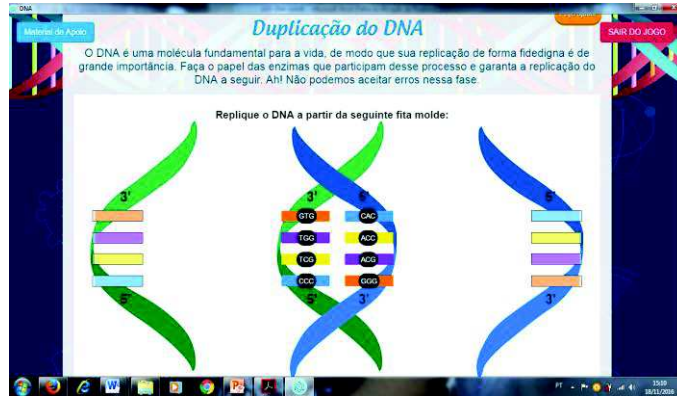 DNA
Material de Apoio
Duplicação do DNA
SAIR DO JOGO
O DNA é uma molécula fundamental para a vida, de modo que sua replicação de forma fidedigna é de
grande importância. Faça o papel das enzimas que participam desse processo e garanta a replicação do
DNA a seguir. Ah! Não podemos aceitar erros nessa fase.
Replique o DNA a partir da seguinte fita molde:
3' 3' 5' 5'
GTG CAC
TGG ACC
TCG ACG
CCC GGG
5' 5' 3' 3'
PT
15:10
18/11/2016